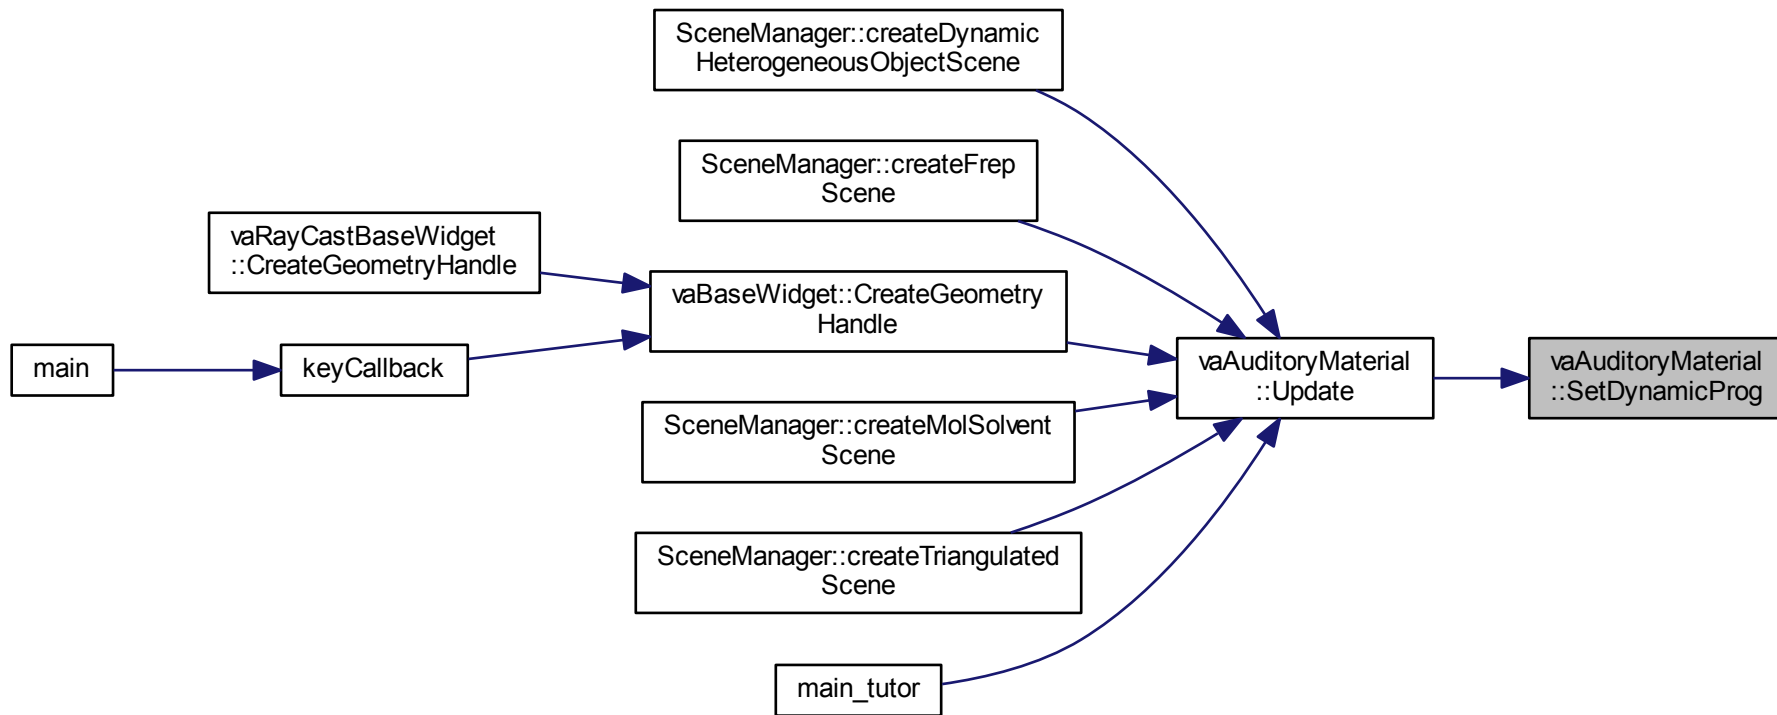 SceneManager::createDynamic
HeterogeneousObjectScene
SceneManager::createFrep
Scene
vaRayCastBaseWidget
::CreateGeometryHandle
vaBaseWidget::CreateGeometry
Handle
main
keyCallback
vaAuditoryMaterial
::Update
vaAuditoryMaterial
::SetDynamicProg
SceneManager::createMolSolvent
Scene
SceneManager::createTriangulated
Scene
main_tutor